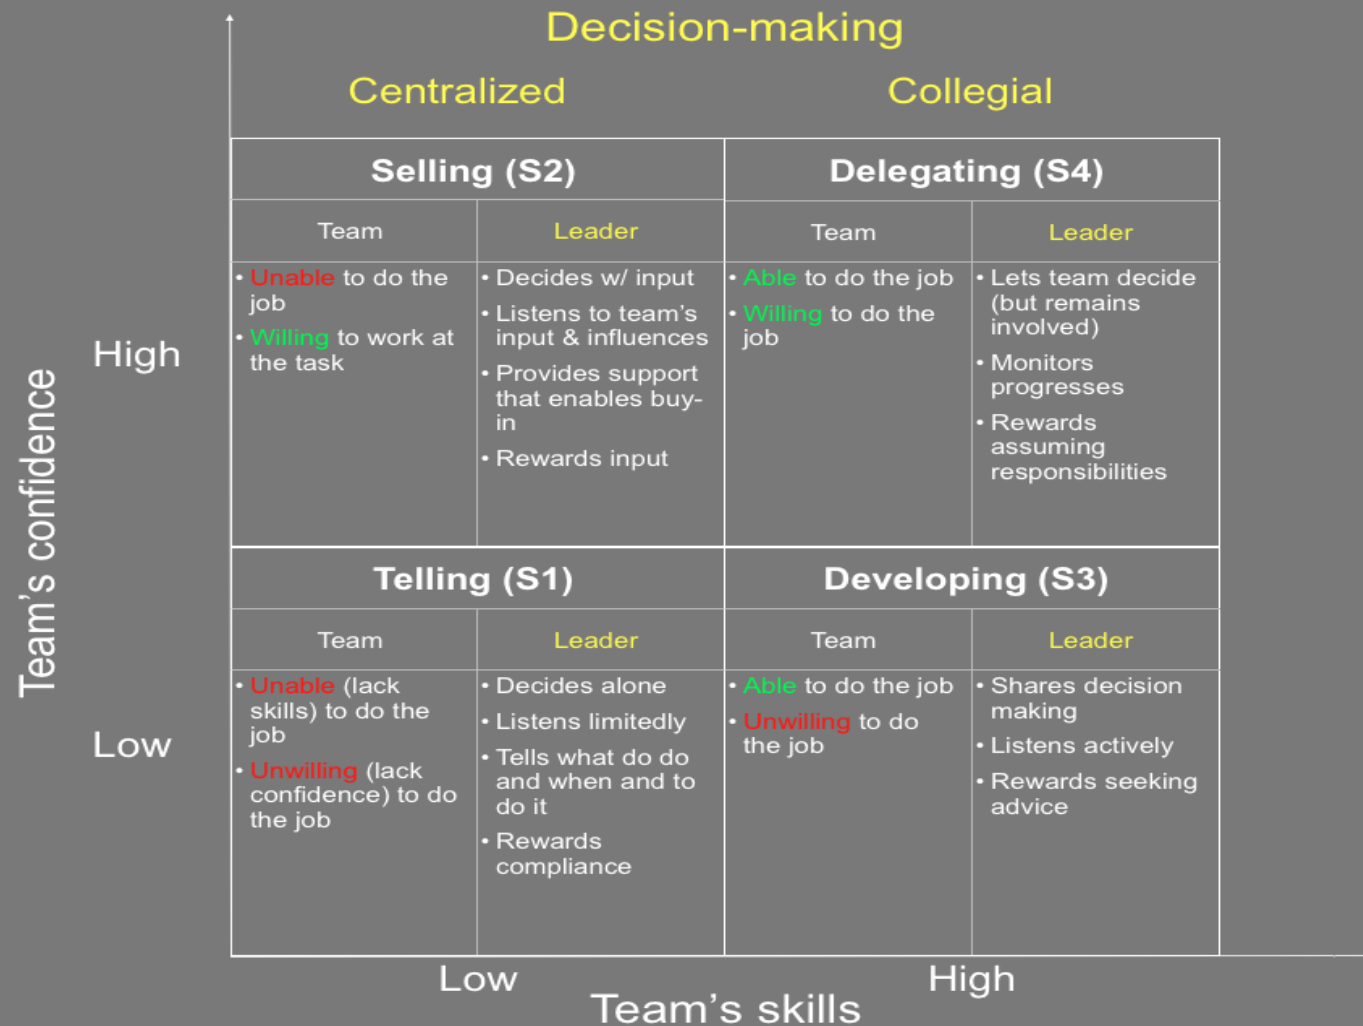 Decision-making
Centralized
Collegial
Selling (S2)
Team
Leader
• Unable to do the
job
• Willing to work at
the task
• Decides w/ input
• Listens to team’s
input & influences
• Provides support
that enables buy-
in
• Rewards input
Delegating (S4)
Team
Leader
• Able to do the job
• Willing to do the
job
• Lets team decide
(but remains
involved)
• Monitors
progresses
• Rewards
assuming
responsibilities
Telling (S1)
Team
Leader
• Unable (lack
skills) to do the
job
• Unwilling (lack
confidence) to do
the job
• Decides alone
• Listens limitedly
• Tells what do do
and when and to
do it
• Rewards
compliance
Developing (S3)
Team
Leader
• Able to do the job
• Unwilling to do
the job
• Shares decision
making
• Listens actively
• Rewards seeking
advice
Team’s confidence
High
Low
Low
High
Team’s skills